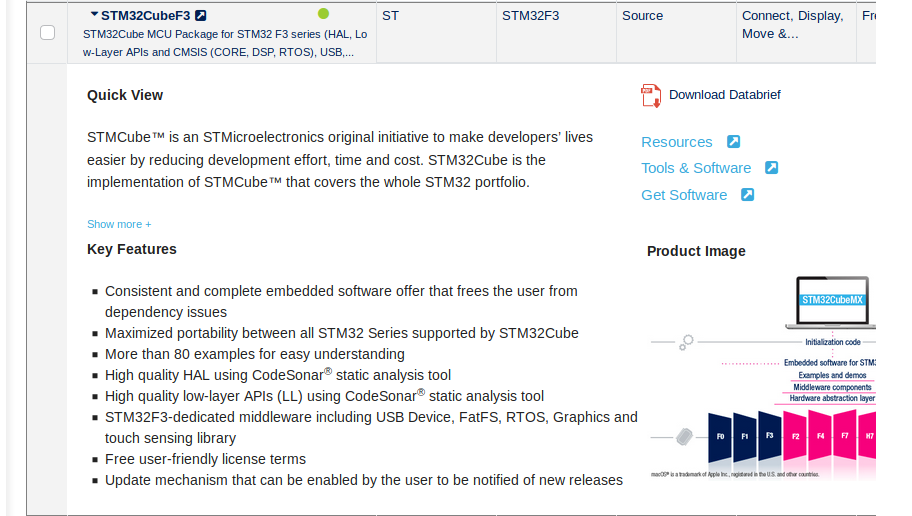 STM32CubeF3
ST
STM32F3
Source
Connect, Display,
Move &...
Fr
STM32Cube MCU Package for STM32 F3 series (HAL, Lo
w-Layer APIs and CMSIS (CORE, DSP, RTOS), USB,...
Quick View
STMCube™ is an STMicroelectronics original initiative to make developers’ lives
easier by reducing development effort, time and cost. STM32Cube is the
implementation of STMCube™ that covers the whole STM32 portfolio.
Show more +
Key Features
Consistent and complete embedded software offer that frees the user from
dependency issues
Maximized portability between all STM32 Series supported by STM32Cube
More than 80 examples for easy understanding
High quality HAL using CodeSonar® static analysis tool
High quality low-layer APIs (LL) using CodeSonar® static analysis tool
STM32F3-dedicated middleware including USB Device, FatFS, RTOS, Graphics and
touch sensing library
Free user-friendly license terms
Update mechanism that can be enabled by the user to be notified of new releases
PDF
Download Databrief
Resources
Tools & Software
Get Software
Product Image
STM32CubeMX
Initialization code
Embedded software for STM3
Examples and demos
Middleware components
Hardware abstraction layer
F0 F1 F3 F2 F4 F7 H7
macOS® is a trademark of Apple Inc., registered in the U.S. and other countries.